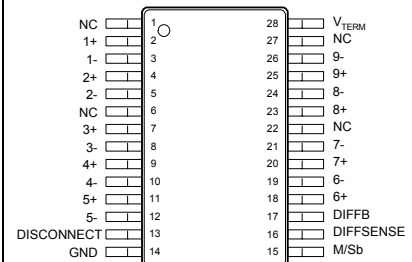 NC 1 28 VTERM
1+ 2 27 NC
1- 3 26 9-
2+ 4 25 9+
2- 5 24 8-
NC 6 23 8+
3+ 7 22 NC
3- 8 21 7-
4+ 9 20 7+
4- 10 19 6-
5+ 11 18 6+
5- 12 17 DIFFB
DISCONNECT 13 16 DIFFSENSE
GND 14 15 M/Sb